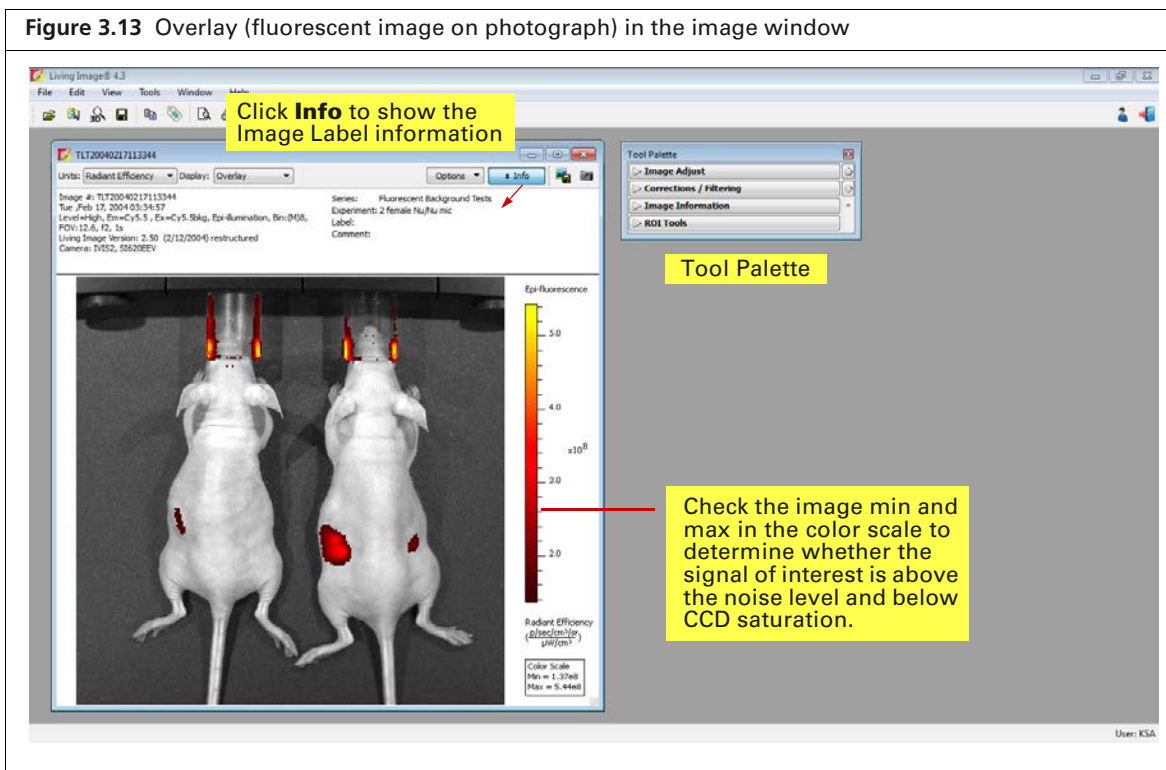 Figure 3.13 Overlay (fluorescent image on photograph) in the image window
Living Image® 4.3
File Edit View Tools Window Help
Click Info to show the
Image Label information
TLT20040217113344
Units: Radiant Efficiency Display: Overlay Options Info
Image #: TLT20040217113344
Tue ,Feb 17, 2004 03:34:57
Level=High, Em=Cy5.5 , Ex=Cy5.5bkg, Epi-illumination, Bin:(M)8,
FOV:12.6, f2, 1s
Living Image Version: 2.50 (2/12/2004) restructured
Camera: IVIS2, SI620EEV
Series: Fluorescent Background Tests
Experiment: 2 female Nu/Nu mic
Label:
Comment:
Tool Palette
Image Adjust
Corrections / Filtering
Image Information
ROI Tools
Tool Palette
Epi-fluorescence
5.0
4.0
x10⁸
3.0
2.0
Check the image min and
max in the color scale to
determine whether the
signal of interest is above
the noise level and below
CCD saturation.
Radiant Efficiency
(p/sec/cm²/sr
µW/cm²)
Color Scale
Min = 1.37e8
Max = 5.44e8
User: KSA